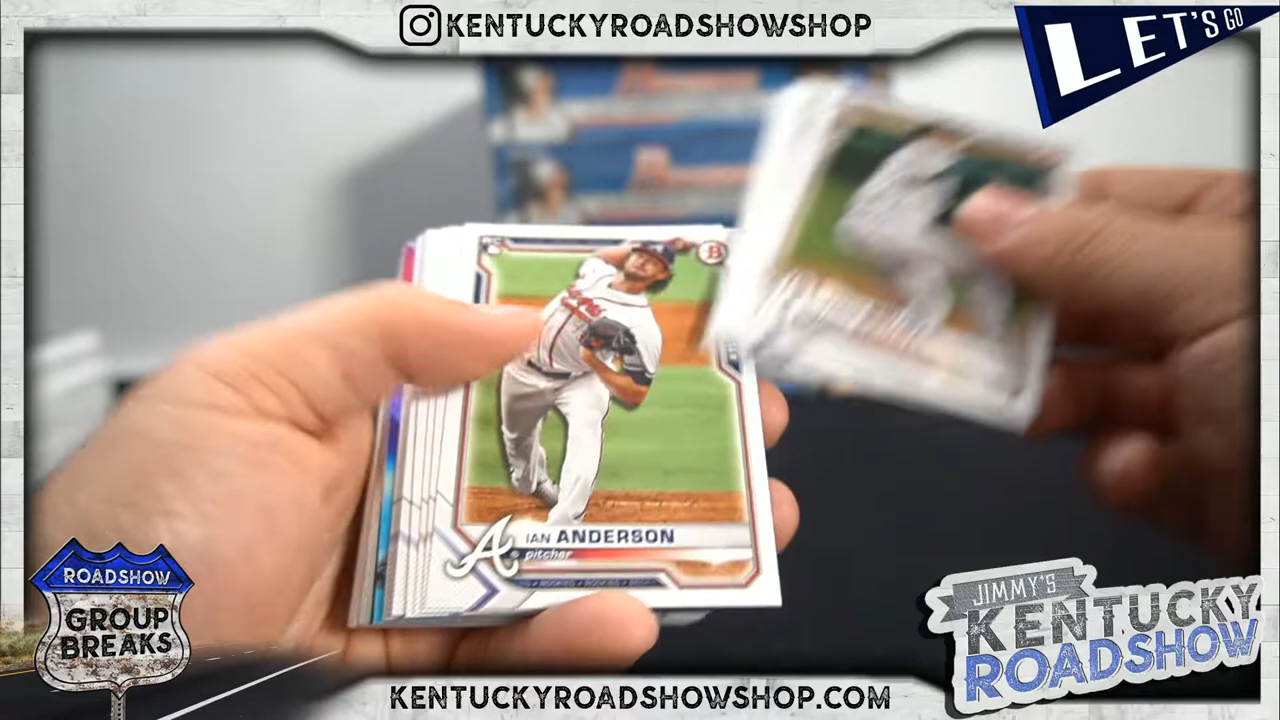 KENTUCKYROADSHOWSHOP
LET'S GO
B
IAN ANDERSON
A
pitcher
ROADSHOW
GROUP
BREAKS
JIMMY'S
KENTUCKY
ROADSHOW
KENTUCKYROADSHOWSHOP.COM